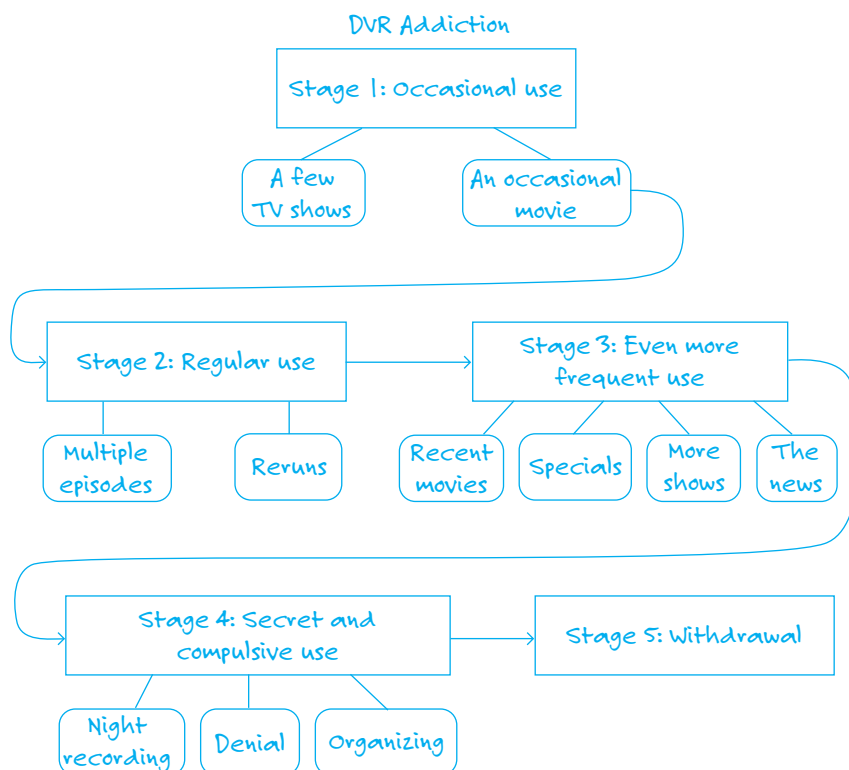 DVR Addiction
Stage 1: Occasional use
A few
TV shows
An occasional
movie
Stage 2: Regular use
Multiple
episodes
Reruns
Stage 3: Even more
frequent use
Recent
movies
Specials
More
shows
The
news
Stage 4: Secret and
compulsive use
Night
recording
Denial
Organizing
Stage 5: Withdrawal